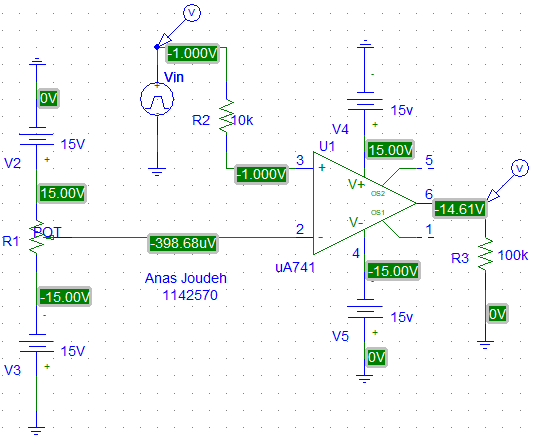 V
-1.000V
Vin
0V
15V
V2
15.00V
R2
10k
15v
V4
U1
15.00V
3
5
-1.000V
+
V+
OS2
6
V
-14.61V
POT
R1
-398.68uV
2
-
V-
OS1
1
4
uA741
R3
100k
Anas Joudeh
1142570
-15.00V
-15.00V
15v
V5
0V
0V
15V
V3